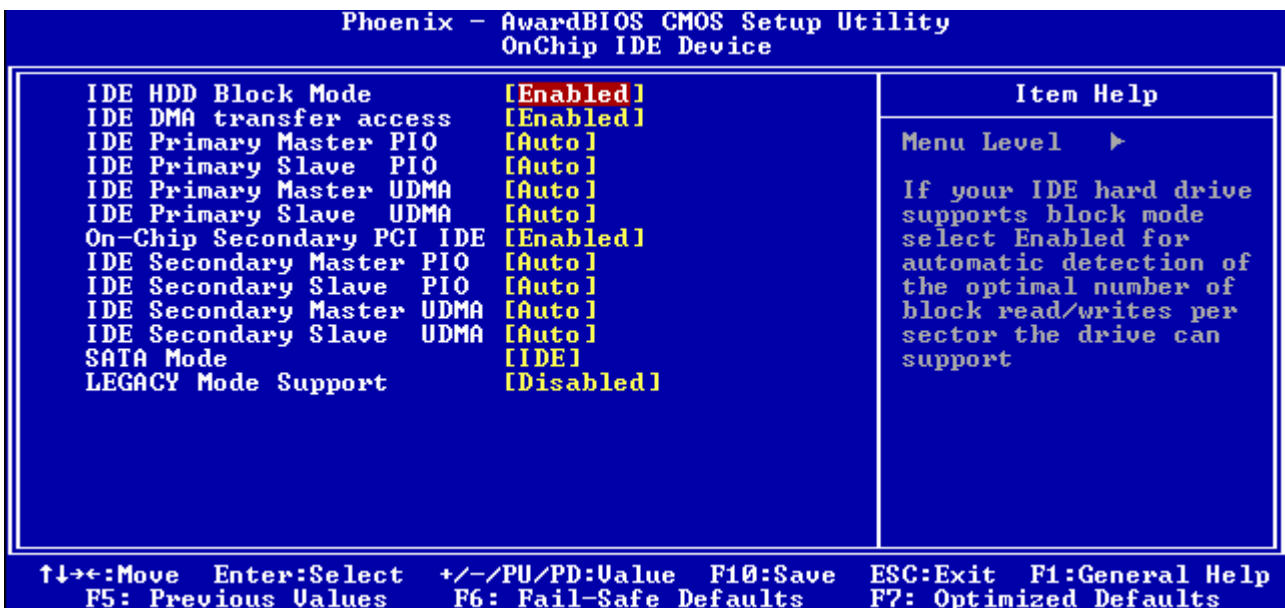 Phoenix - AwardBIOS CMOS Setup Utility
OnChip IDE Device
IDE HDD Block Mode [Enabled]
IDE DMA transfer access [Enabled]
IDE Primary Master PIO [Auto]
IDE Primary Slave PIO [Auto]
IDE Primary Master UDMA [Auto]
IDE Primary Slave UDMA [Auto]
On-Chip Secondary PCI IDE [Enabled]
IDE Secondary Master PIO [Auto]
IDE Secondary Slave PIO [Auto]
IDE Secondary Master UDMA [Auto]
IDE Secondary Slave UDMA [Auto]
SATA Mode [IDE]
LEGACY Mode Support [Disabled]
Item Help
Menu Level ►
If your IDE hard drive
supports block mode
select Enabled for
automatic detection of
the optimal number of
block read/writes per
sector the drive can
support
↑↓→←:Move Enter:Select +/-/PU/PD:Value F10:Save ESC:Exit F1:General Help
F5: Previous Values F6: Fail-Safe Defaults F7: Optimized Defaults